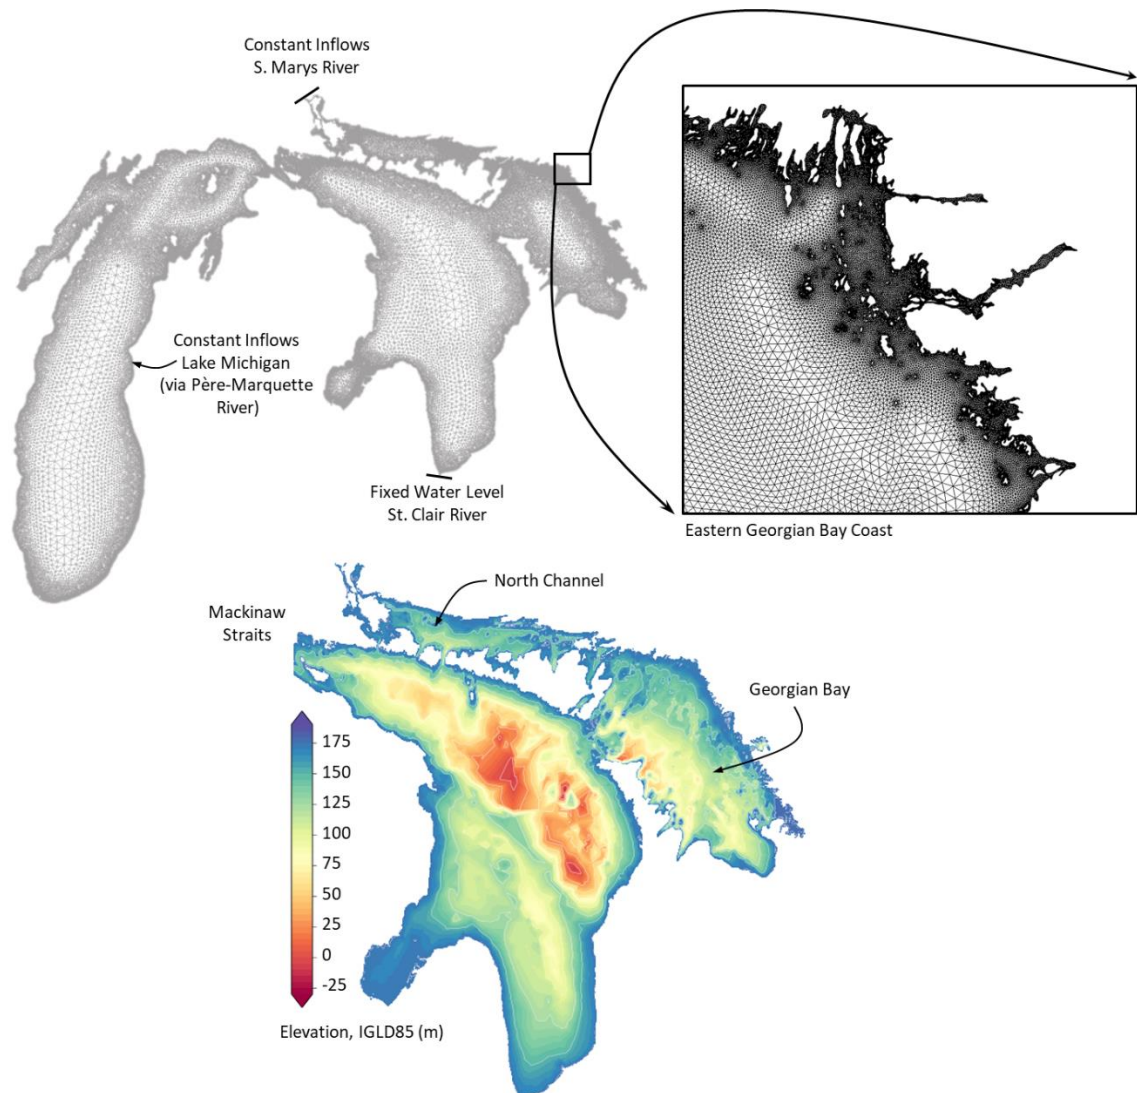 Constant Inflows
S. Marys River
Constant Inflows
Lake Michigan
(via Père-Marquette
River)
Fixed Water Level
St. Clair River
Eastern Georgian Bay Coast
North Channel
Mackinaw
Straits
Georgian Bay
175
150
125
100
75
50
25
0
-25
Elevation, IGLD85 (m)